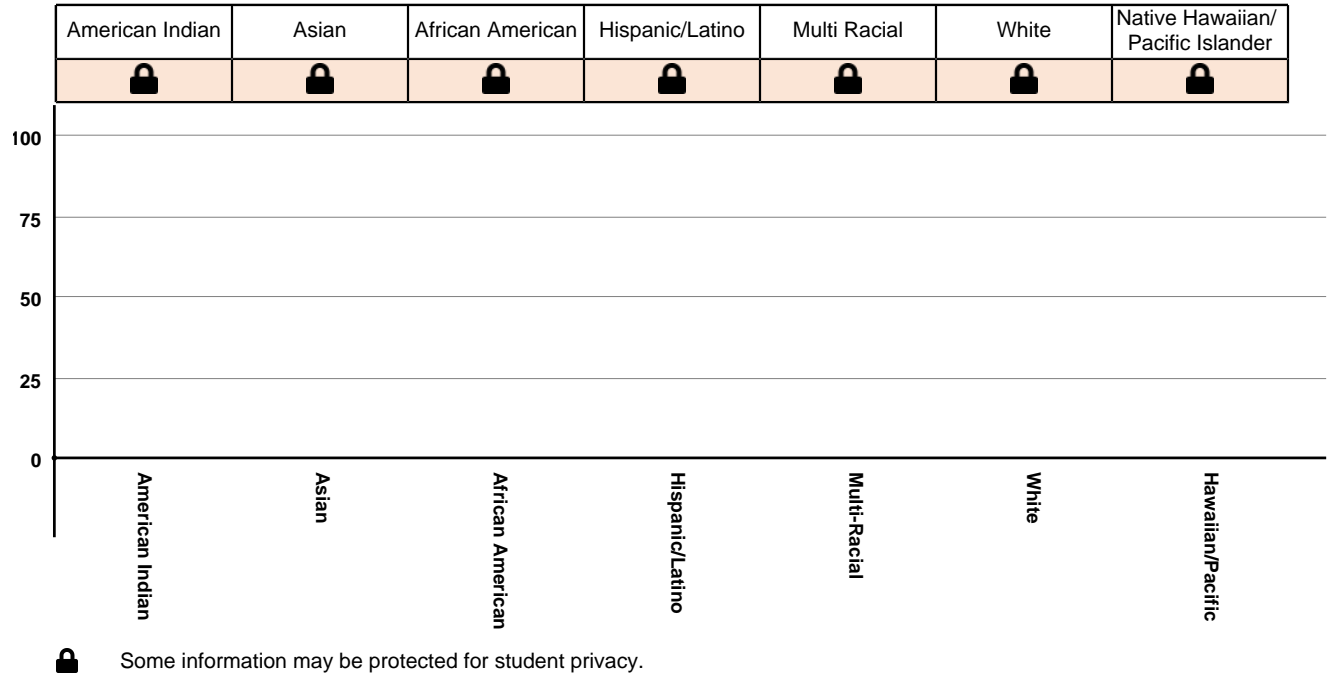 American Indian Asian African American Hispanic/Latino Multi Racial White Native Hawaiian/
Pacific Islander
100
75
50
25
0
American Indian
Asian
African American
Hispanic/Latino
Multi-Racial
White
Hawaiian/Pacific
Some information may be protected for student privacy.